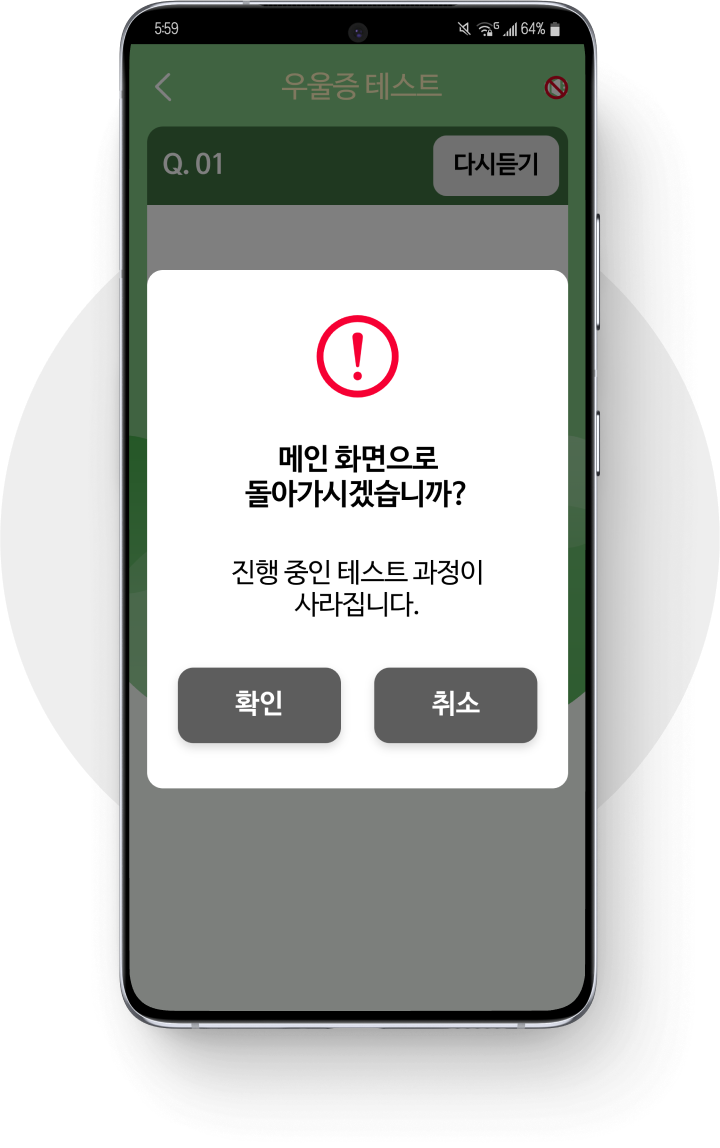 5:59
64%
우울증 테스트
Q. 01
다시듣기
메인 화면으로
돌아가시겠습니까?
진행 중인 테스트 과정이
사라집니다.
확인
취소